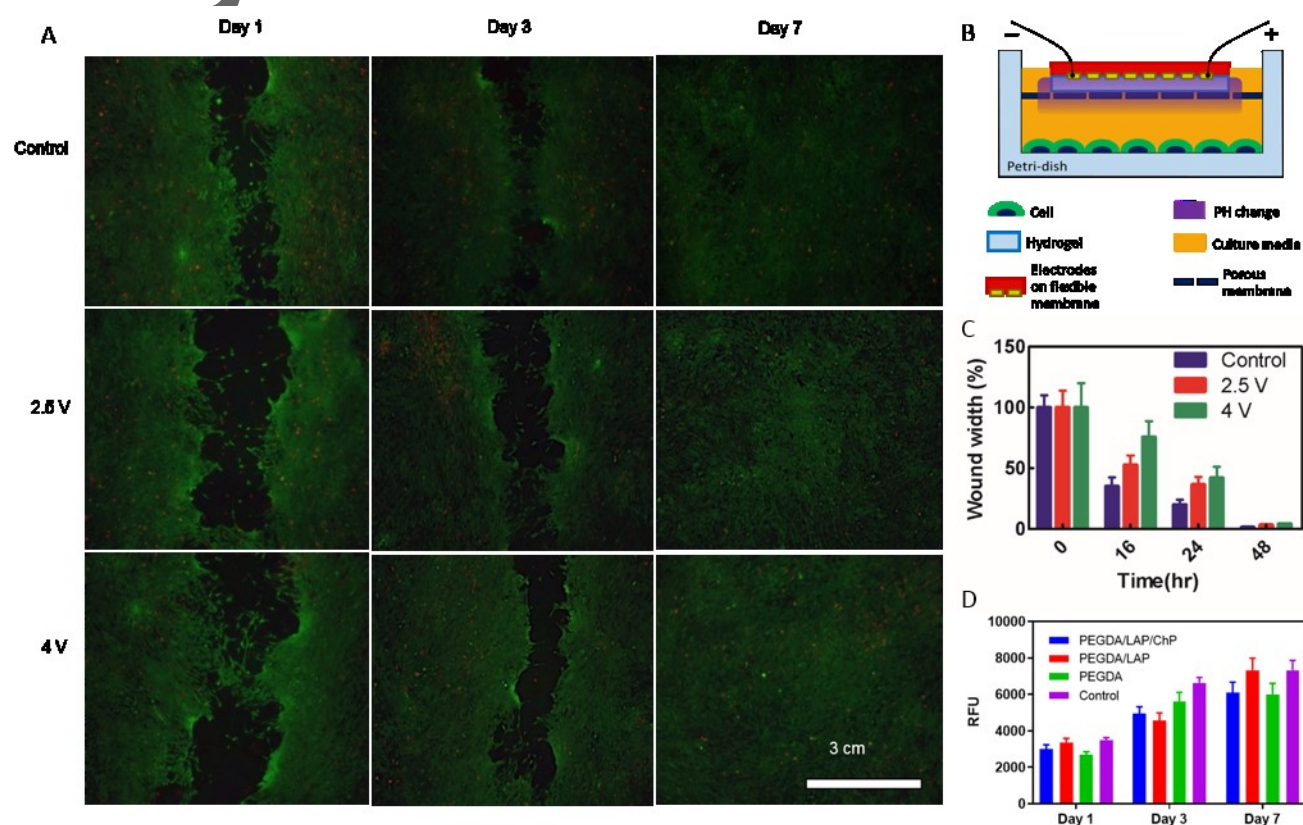 A
Day 1
Day 3
Day 7
Control
2.5 V
4 V
3 cm
B
−
+
Petri-dish
Cell
PH change
Hydrogel
Culture media
Electrodes
on flexible
membrane
Porous
membrane
C
Wound width (%)
150
100
50
0
Control
2.5 V
4 V
0
16
24
48
Time(hr)
D
RFU
10000
8000
6000
4000
2000
0
PEGDA/LAP/ChP
PEGDA/LAP
PEGDA
Control
Day 1
Day 3
Day 7